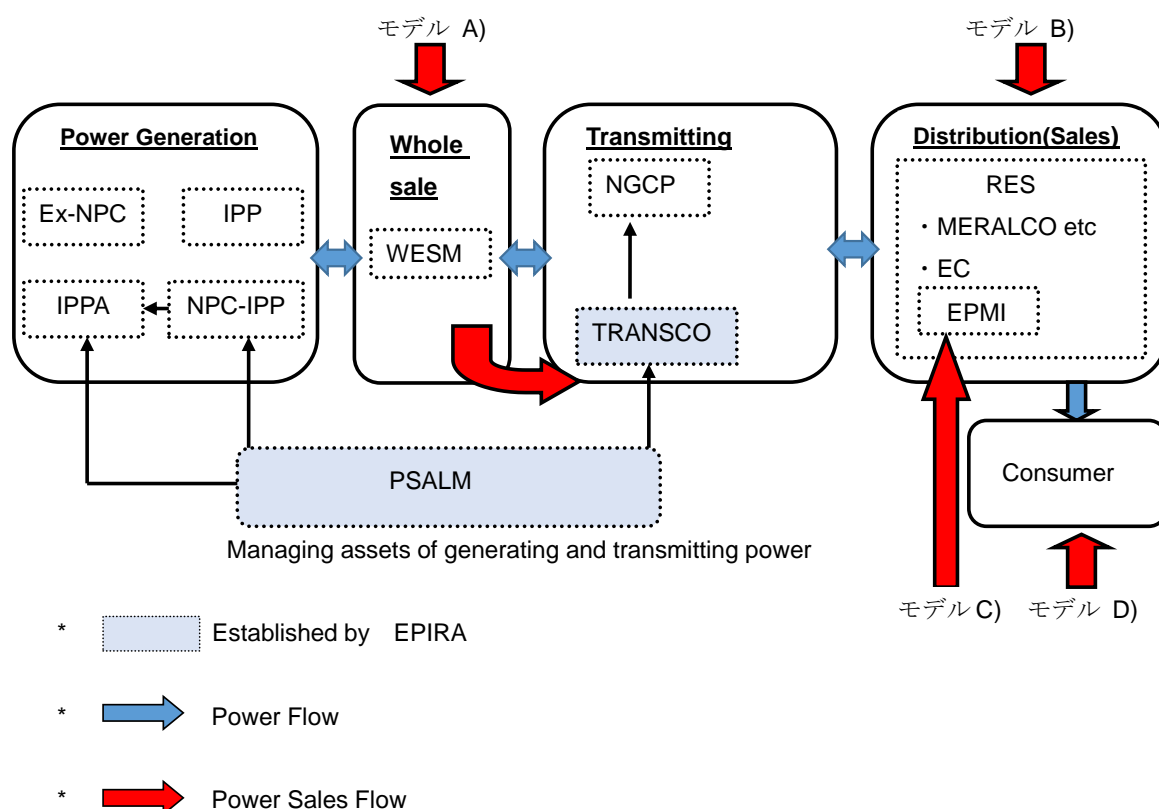 モデル A)
モデル B)
Power Generation
Whole
sale
Transmitting
Distribution(Sales)
Ex-NPC
IPP
IPPA
NPC-IPP
WESM
NGCP
TRANSCO
RES
・MERALCO etc
・EC
EPMI
PSALM
Consumer
Managing assets of generating and transmitting power
モデル C)
モデル D)
* Established by EPIRA
* Power Flow
* Power Sales Flow